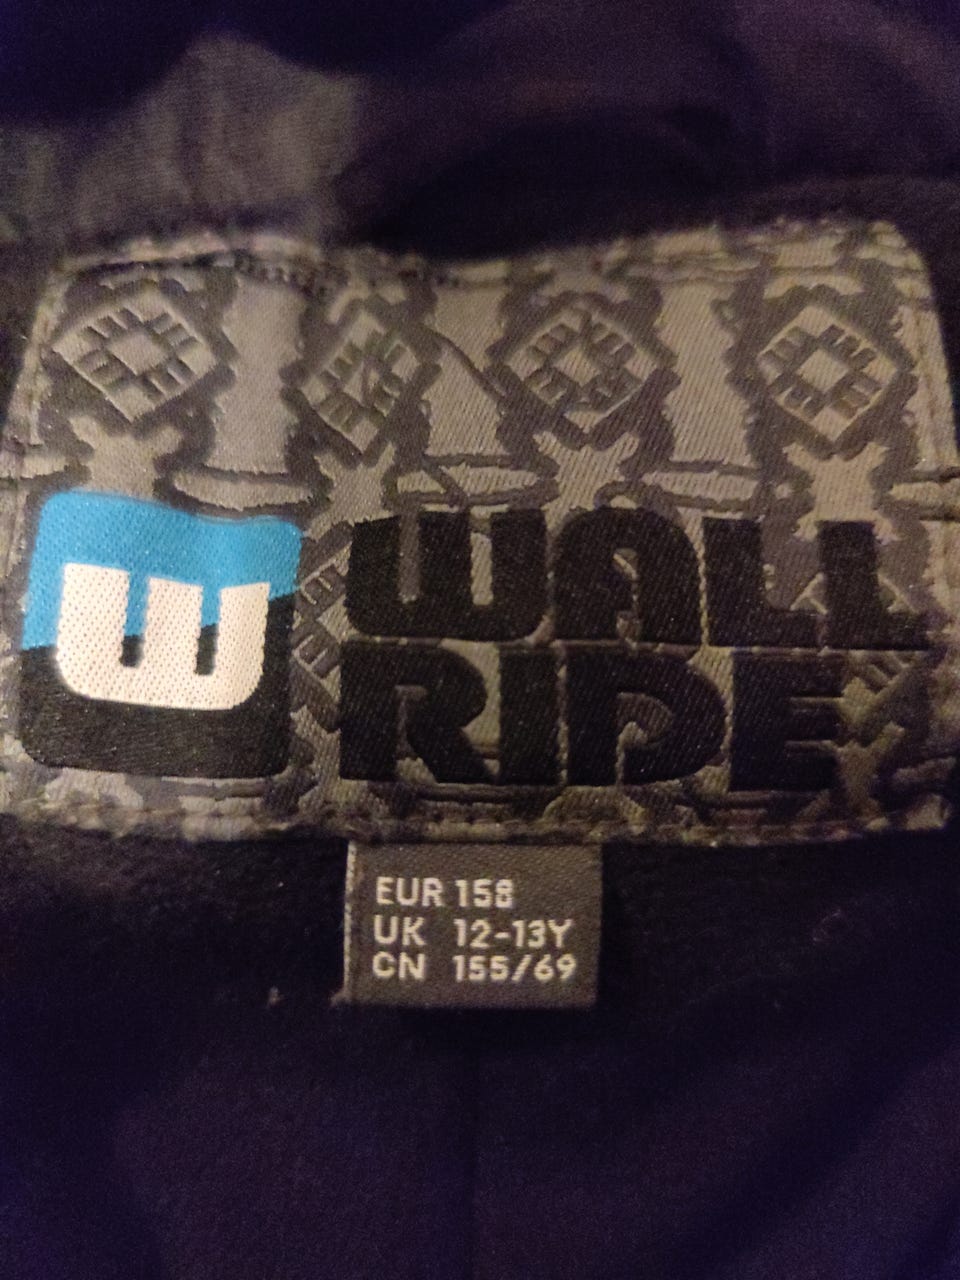 W
WALL
RIDE
EUR 158
UK 12-13Y
CN 155/69